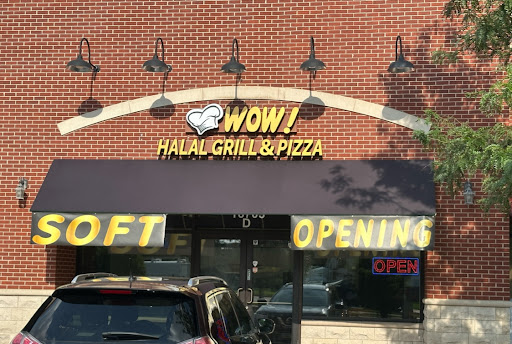 WOW!
HALAL GRILL & PIZZA
D
SOFT OPENING
OPEN